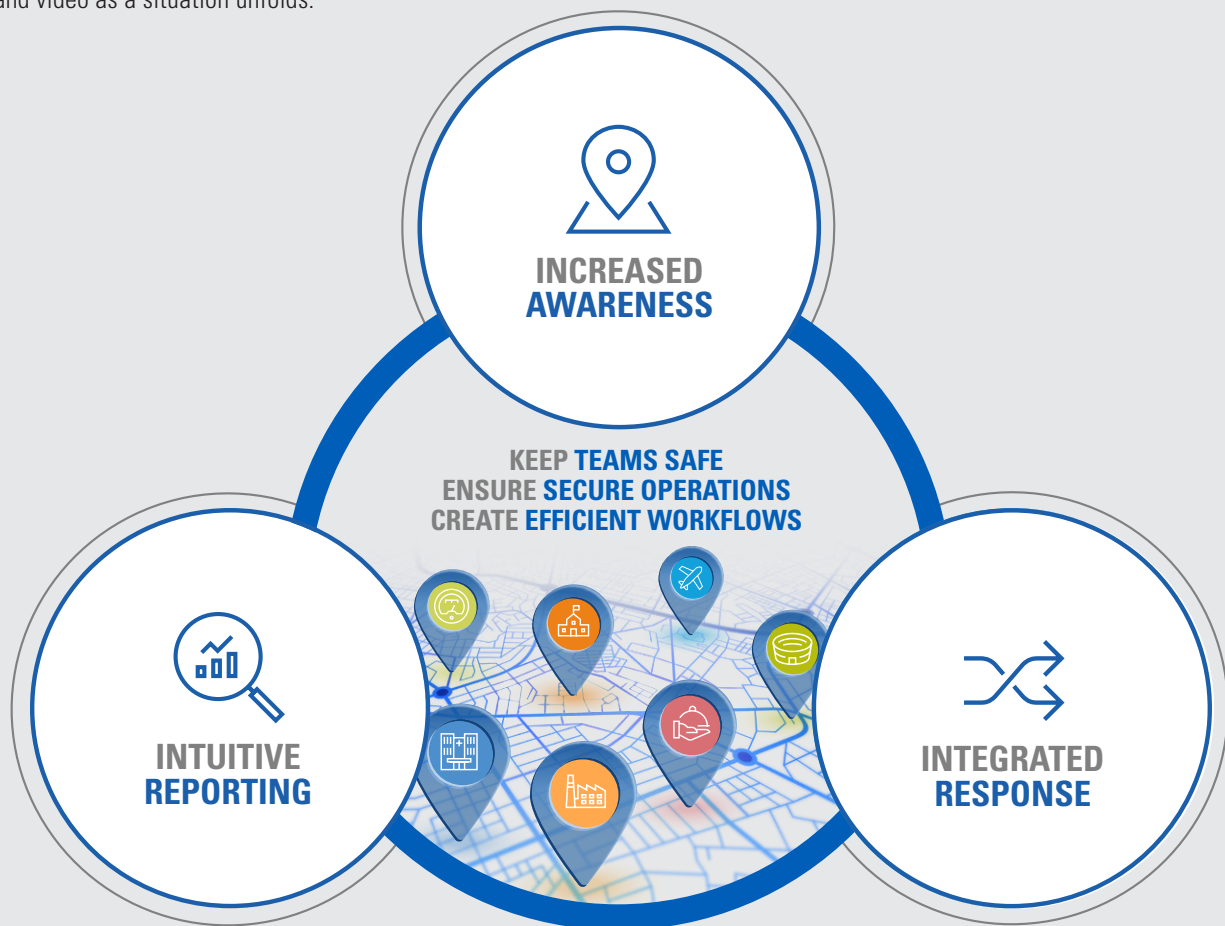 and video as a situation unfolds.
INCREASED
AWARENESS
KEEP TEAMS SAFE
ENSURE SECURE OPERATIONS
CREATE EFFICIENT WORKFLOWS
INTUITIVE
REPORTING
INTEGRATED
RESPONSE